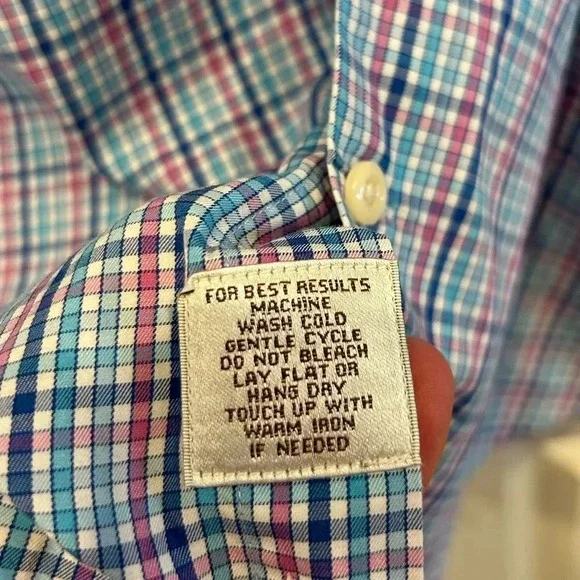 FOR BEST RESULTS
MACHINE
WASH COLD
GENTLE CYCLE
DO NOT BLEACH
LAY FLAT OR
HANG DRY
TOUCH UP WITH
WARM IRON
IF NEEDED